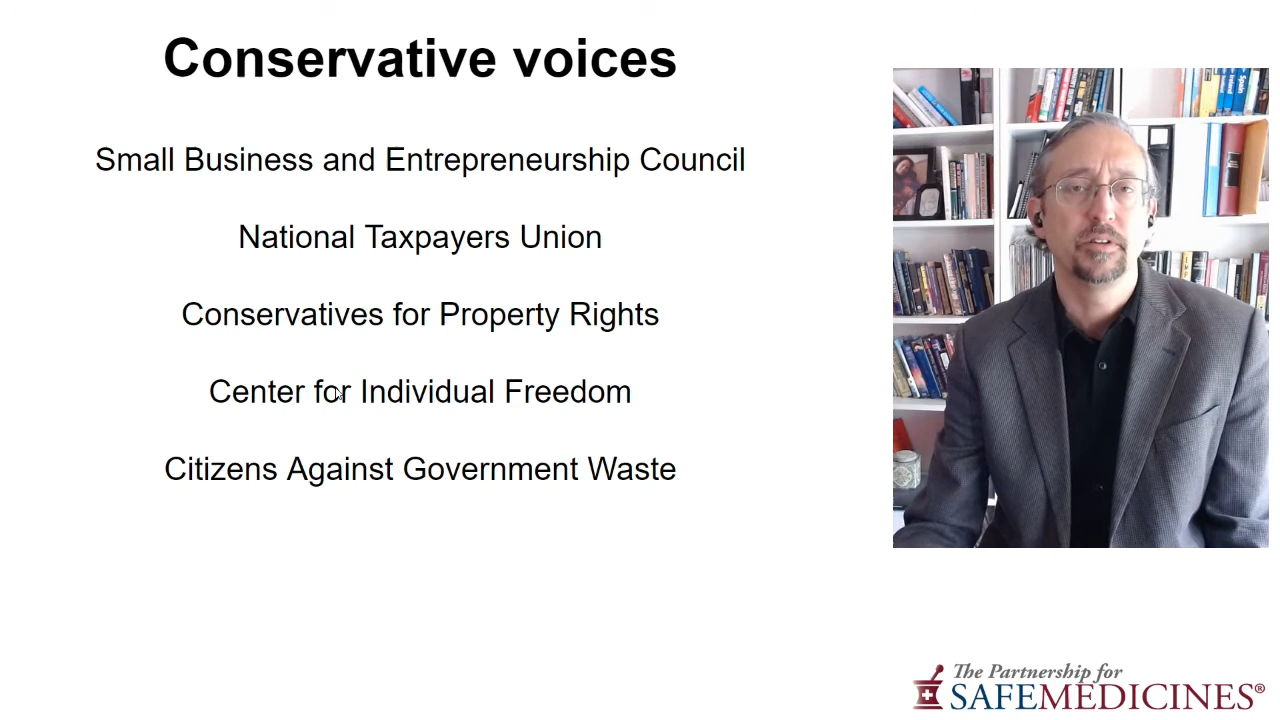 Conservative voices
Small Business and Entrepreneurship Council
National Taxpayers Union
Conservatives for Property Rights
Center for Individual Freedom
Citizens Against Government Waste
Spain
The Partnership for
SAFEMEDICINES®